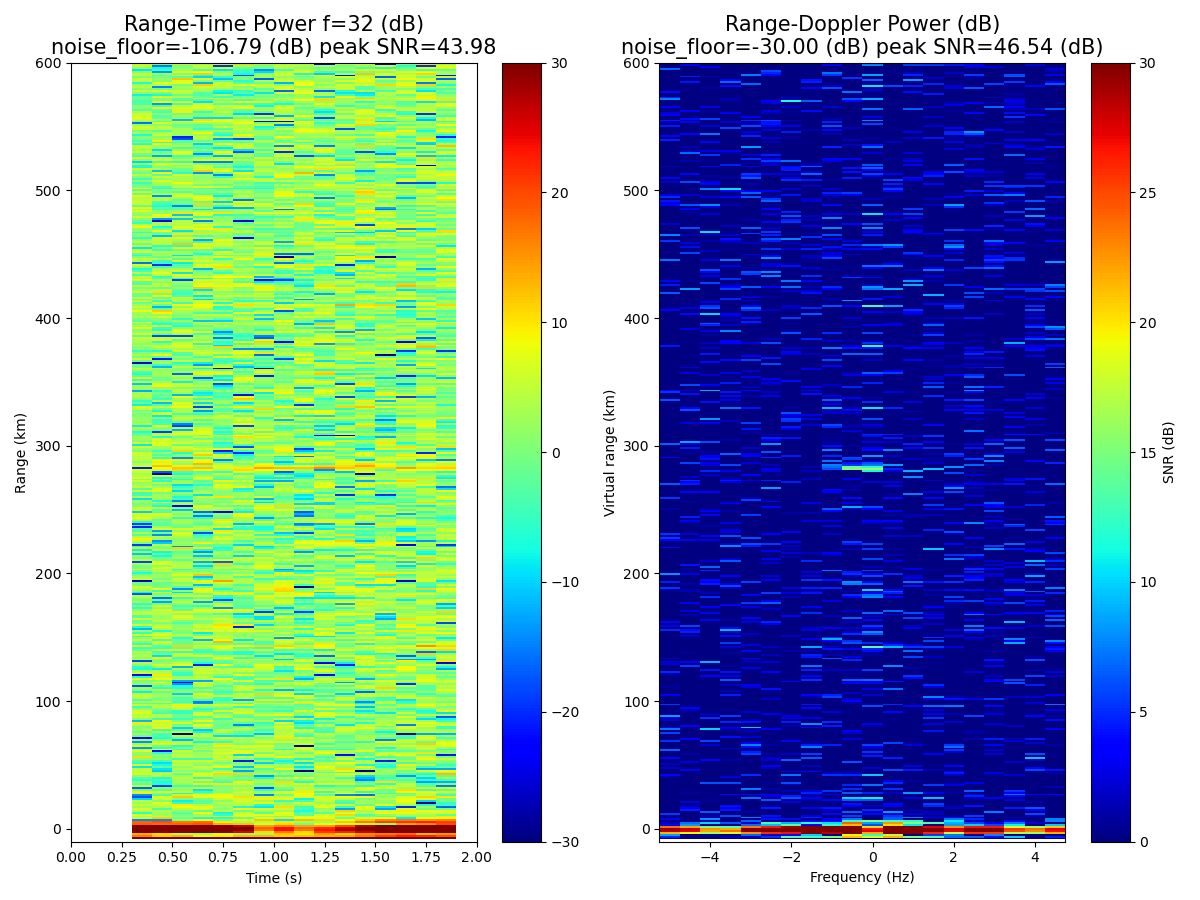 Range-Time Power f=32 (dB)
noise_floor=-106.79 (dB) peak SNR=43.98
Range (km)
600
500
400
300
200
100
0
0.00 0.25 0.50 0.75 1.00 1.25 1.50 1.75 2.00
Time (s)
30
20
10
0
−10
−20
−30
Range-Doppler Power (dB)
noise_floor=-30.00 (dB) peak SNR=46.54 (dB)
Virtual range (km)
600
500
400
300
200
100
0
−4 −2 0 2 4
Frequency (Hz)
30
25
20
15
10
5
0
SNR (dB)